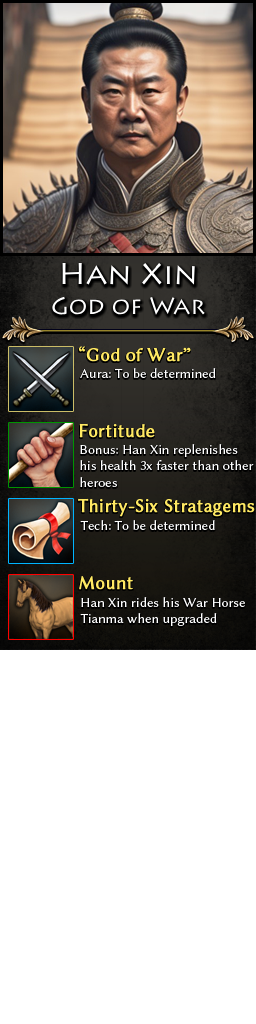 Han Xin
God of War
“God of War”
Aura: To be determined
Fortitude
Bonus: Han Xin replenishes
his health 3x faster than other
heroes
Thirty-Six Stratagems
Tech: To be determined
Mount
Han Xin rides his War Horse
Tianma when upgraded